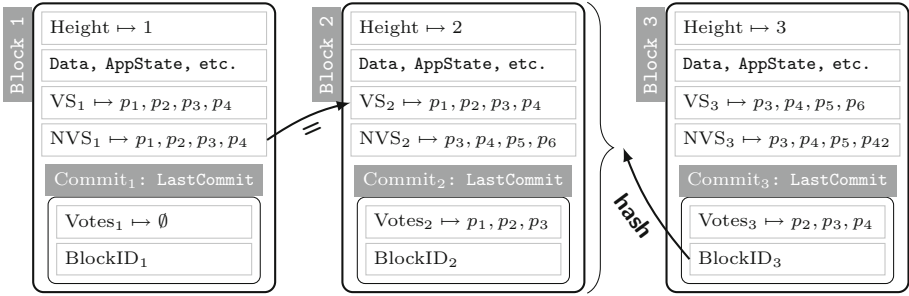 Block 1
Height ↦ 1
Data, AppState, etc.
VS₁ ↦ p₁, p₂, p₃, p₄
NVS₁ ↦ p₁, p₂, p₃, p₄
Commit₁: LastCommit
Votes₁ ↦ ∅
BlockID₁
=
Block 2
Height ↦ 2
Data, AppState, etc.
VS₂ ↦ p₁, p₂, p₃, p₄
NVS₂ ↦ p₃, p₄, p₅, p₆
Commit₂: LastCommit
Votes₂ ↦ p₁, p₂, p₃
BlockID₂
hash
Block 3
Height ↦ 3
Data, AppState, etc.
VS₃ ↦ p₃, p₄, p₅, p₆
NVS₃ ↦ p₃, p₄, p₅, p₄₂
Commit₃: LastCommit
Votes₃ ↦ p₂, p₃, p₄
BlockID₃